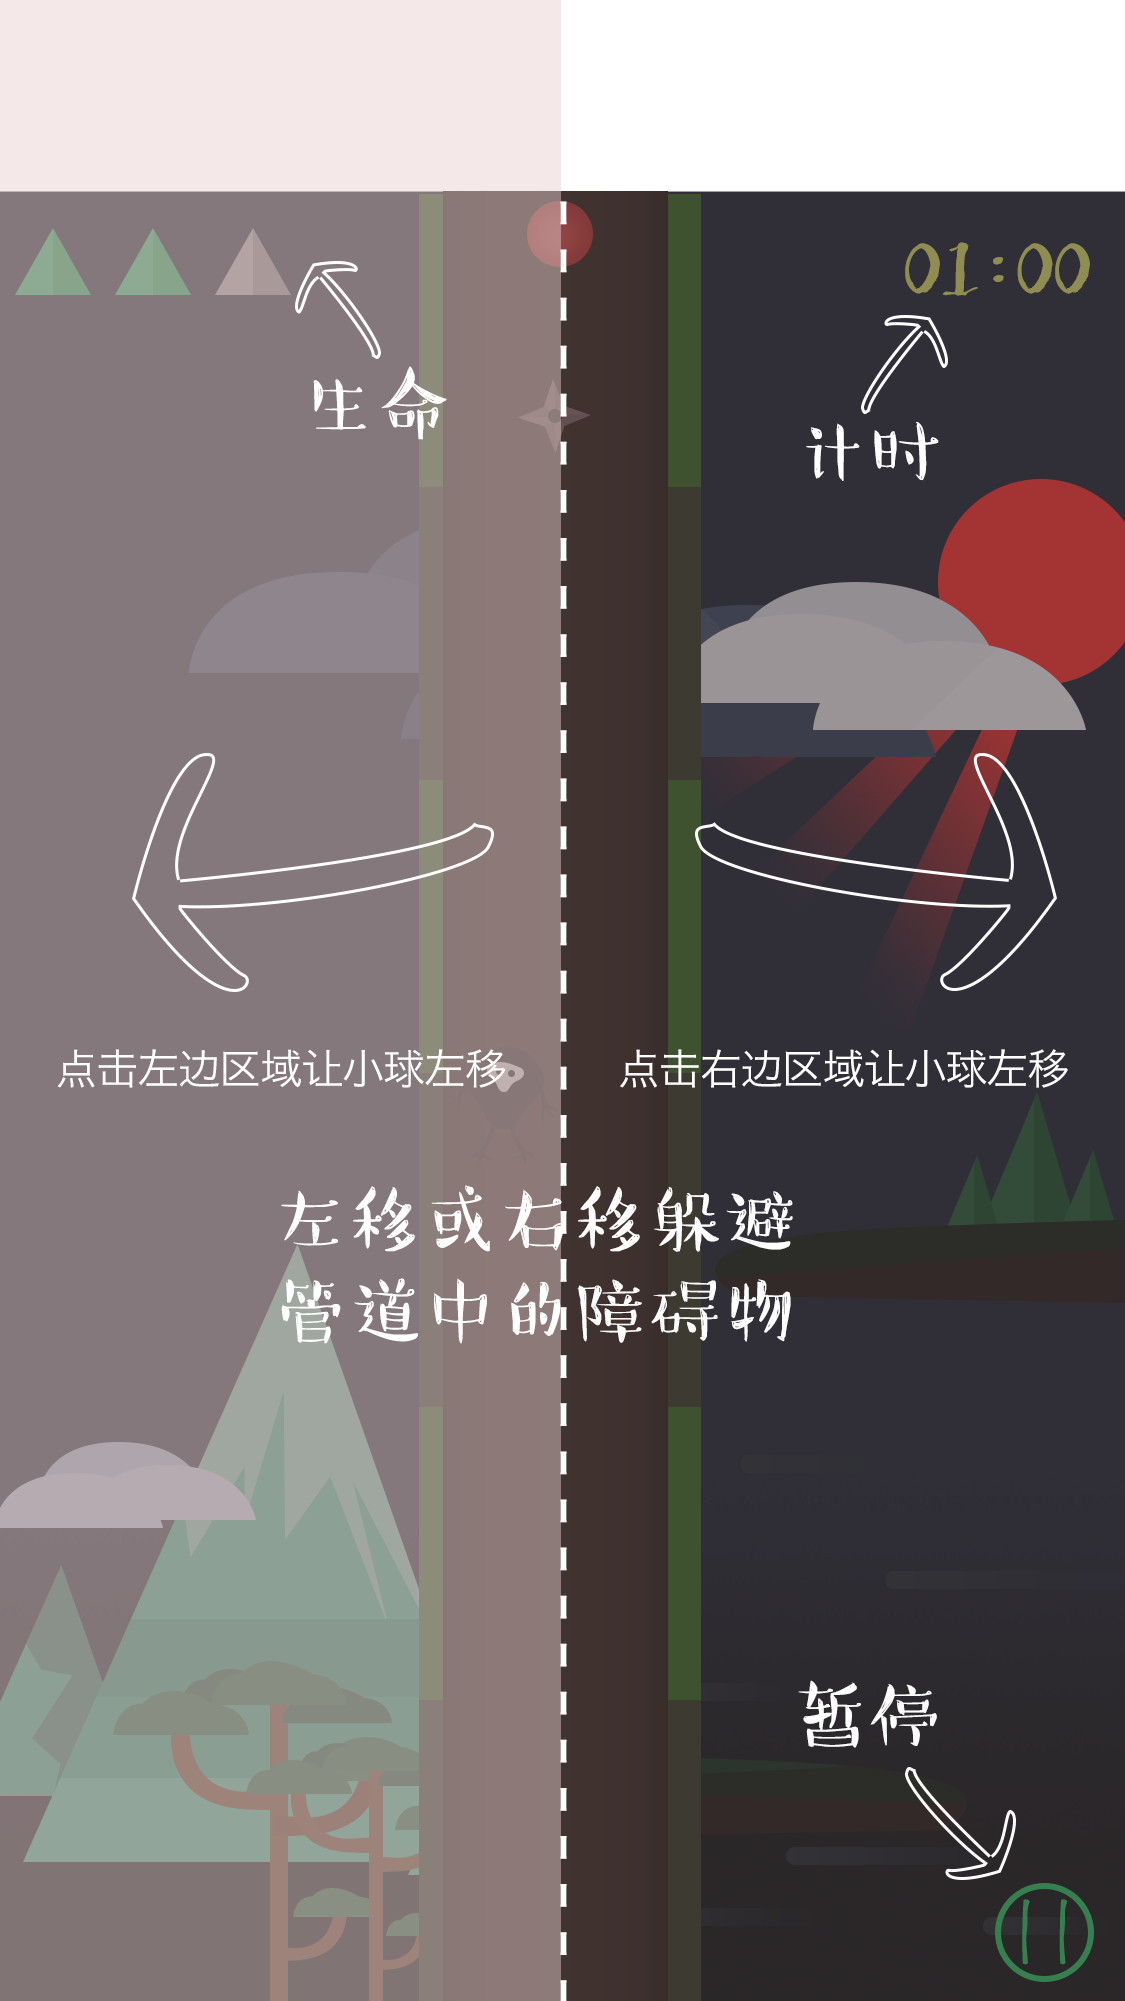 01:00
生命
计时
点击左边区域让小球左移
点击右边区域让小球左移
左移或右移躲避
管道中的障碍物
暂停